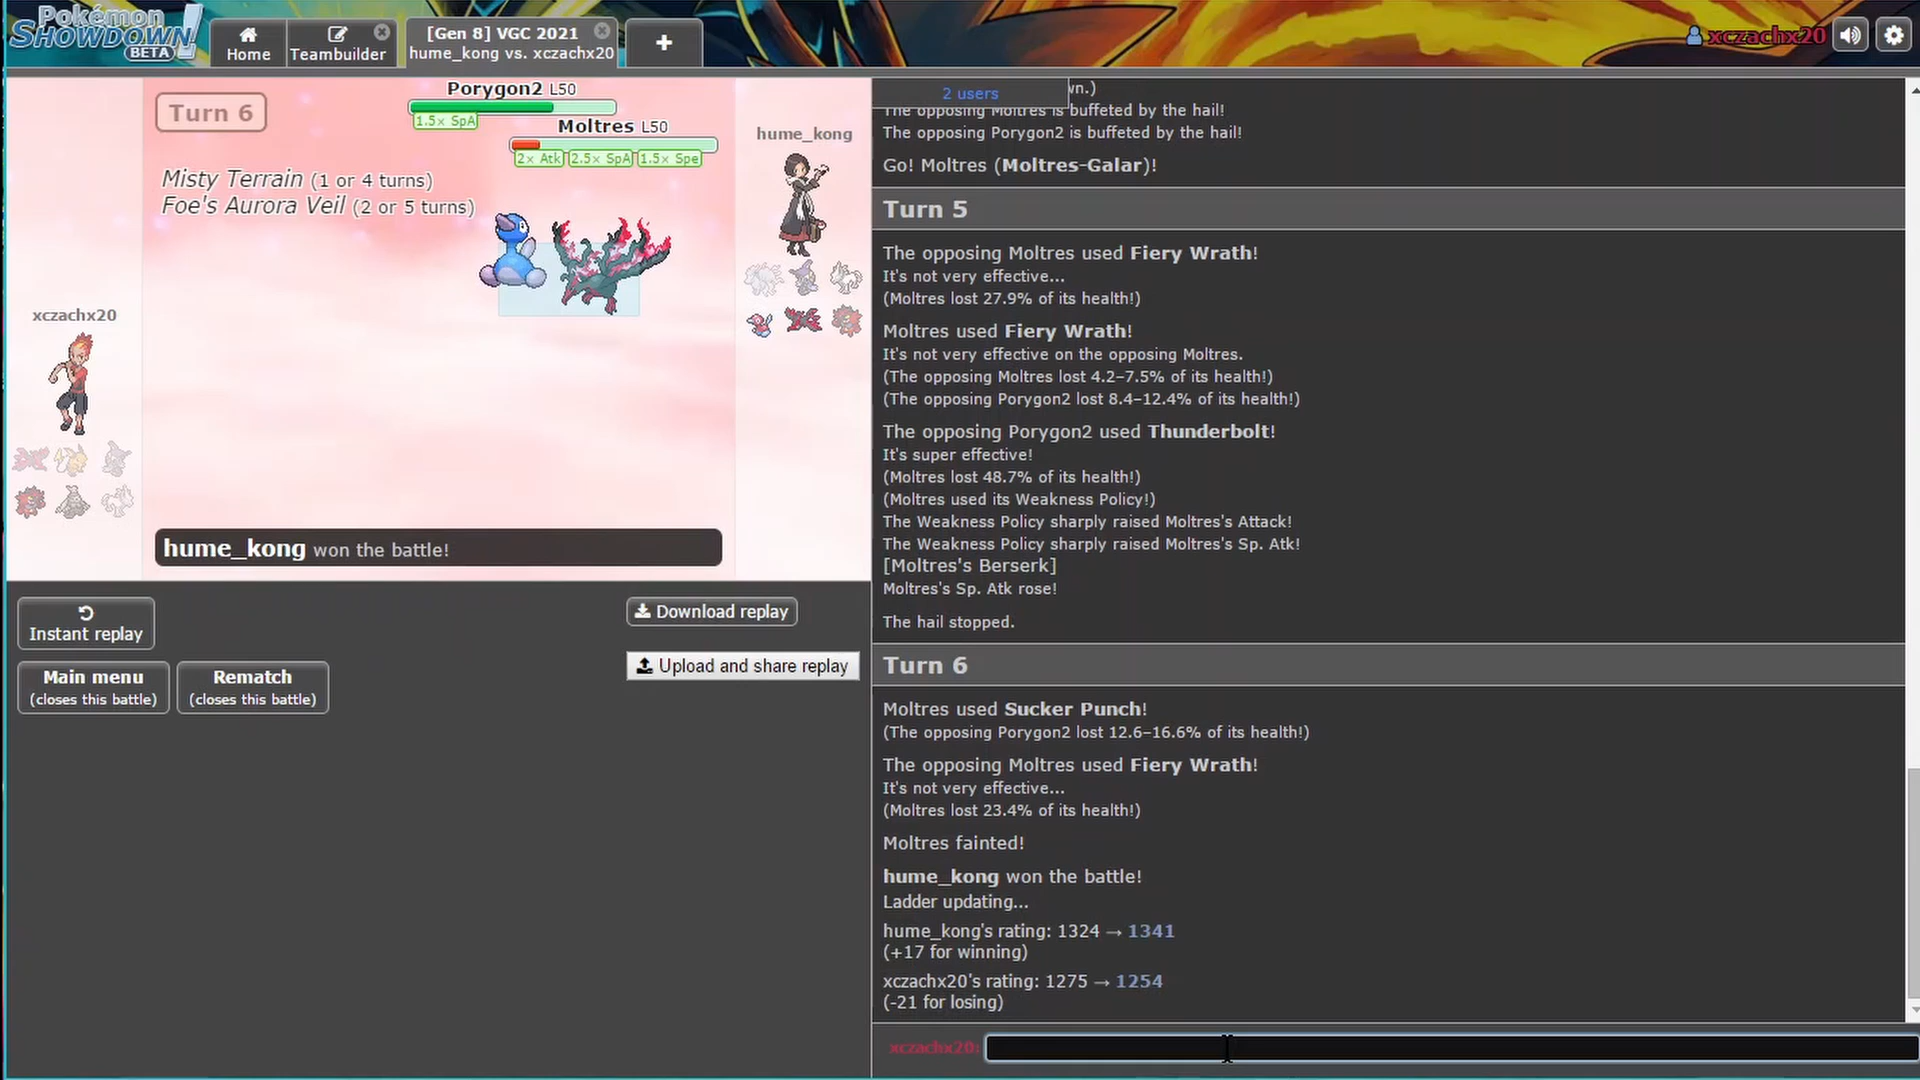 Pokémon
SHOWDOWN!
BETA
Home
Teambuilder
[Gen 8] VGC 2021
hume_kong vs. xczachx20
+
xczachx20
Turn 6
Misty Terrain (1 or 4 turns)
Foe's Aurora Veil (2 or 5 turns)
Porygon2 L50
1.5× SpA
Moltres L50
2× Atk 2.5× SpA 1.5× Spe
hume_kong
xczachx20
hume_kong won the battle!
Instant replay
Download replay
Upload and share replay
Main menu
(closes this battle)
Rematch
(closes this battle)
2 users
wn.)
The opposing Moltres is buffeted by the hail!
The opposing Porygon2 is buffeted by the hail!
Go! Moltres (Moltres-Galar)!
Turn 5
The opposing Moltres used Fiery Wrath!
It's not very effective...
(Moltres lost 27.9% of its health!)
Moltres used Fiery Wrath!
It's not very effective on the opposing Moltres.
(The opposing Moltres lost 4.2–7.5% of its health!)
(The opposing Porygon2 lost 8.4–12.4% of its health!)
The opposing Porygon2 used Thunderbolt!
It's super effective!
(Moltres lost 48.7% of its health!)
(Moltres used its Weakness Policy!)
The Weakness Policy sharply raised Moltres's Attack!
The Weakness Policy sharply raised Moltres's Sp. Atk!
[Moltres's Berserk]
Moltres's Sp. Atk rose!
The hail stopped.
Turn 6
Moltres used Sucker Punch!
(The opposing Porygon2 lost 12.6–16.6% of its health!)
The opposing Moltres used Fiery Wrath!
It's not very effective...
(Moltres lost 23.4% of its health!)
Moltres fainted!
hume_kong won the battle!
Ladder updating...
hume_kong's rating: 1324 → 1341
(+17 for winning)
xczachx20's rating: 1275 → 1254
(-21 for losing)
xczachx20: